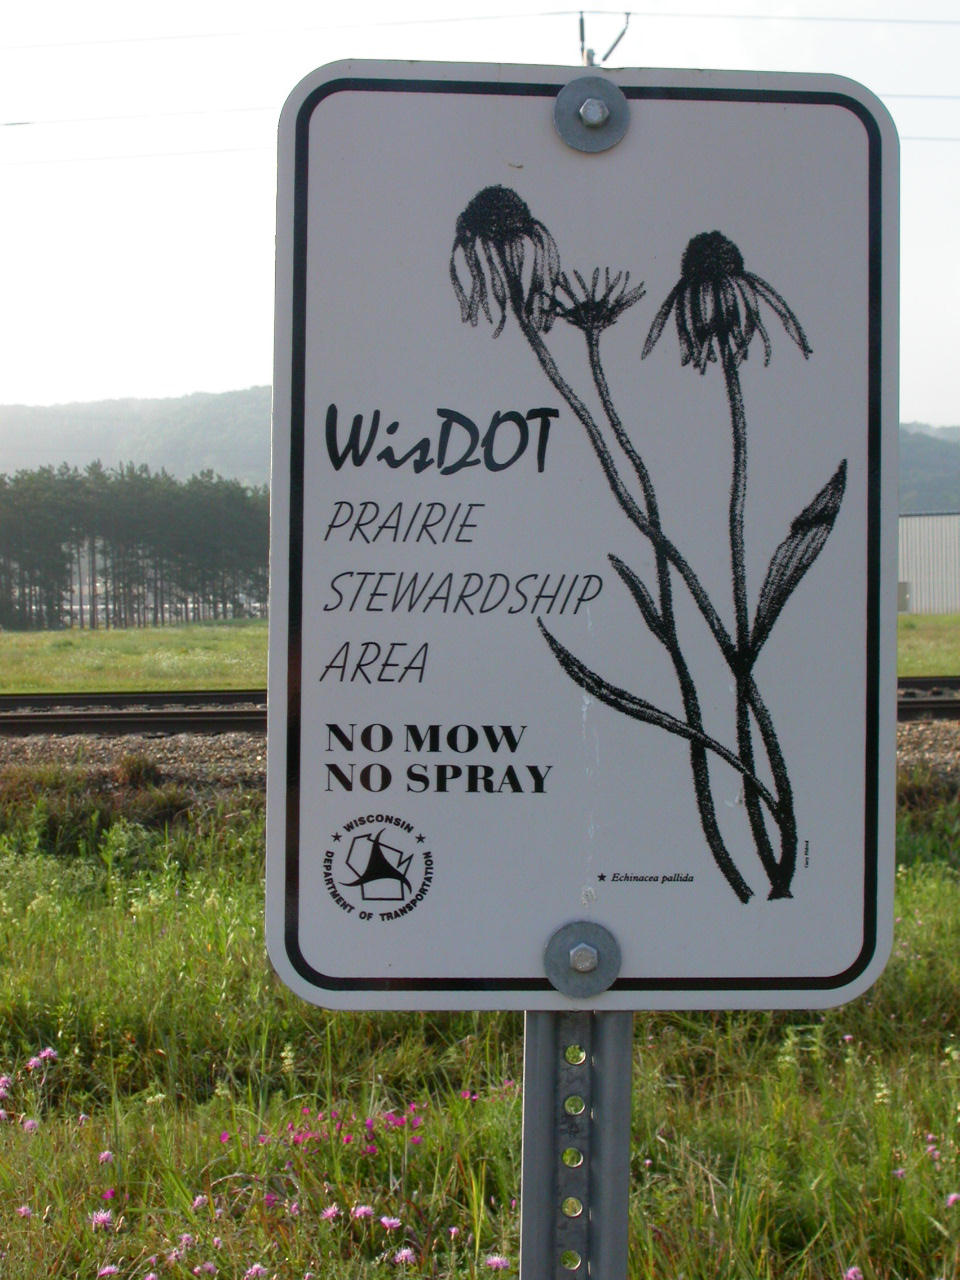 WisDOT
PRAIRIE
STEWARDSHIP
AREA
NO MOW
NO SPRAY
★ WISCONSIN ★
DEPARTMENT OF TRANSPORTATION
★ Echinacea pallida